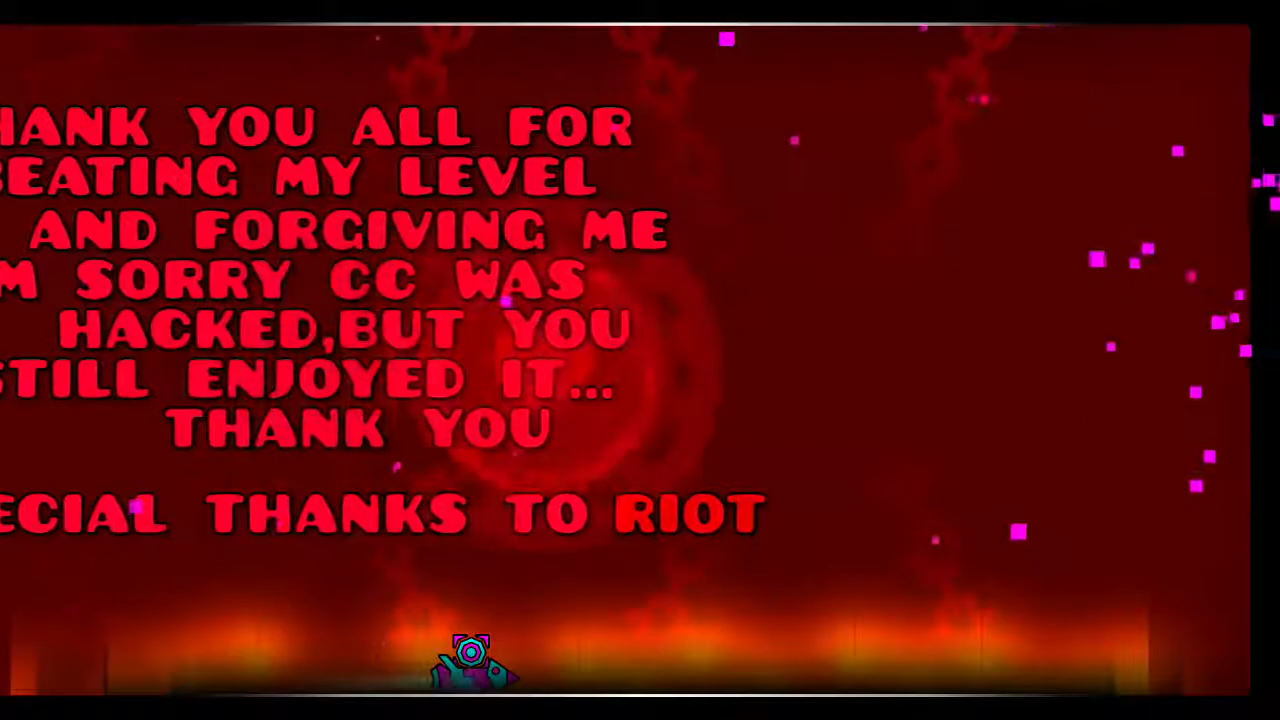 HANK YOU ALL FOR
BEATING MY LEVEL
AND FORGIVING ME
M SORRY CC WAS
HACKED,BUT YOU
STILL ENJOYED IT...
THANK YOU
ECIAL THANKS TO RIOT